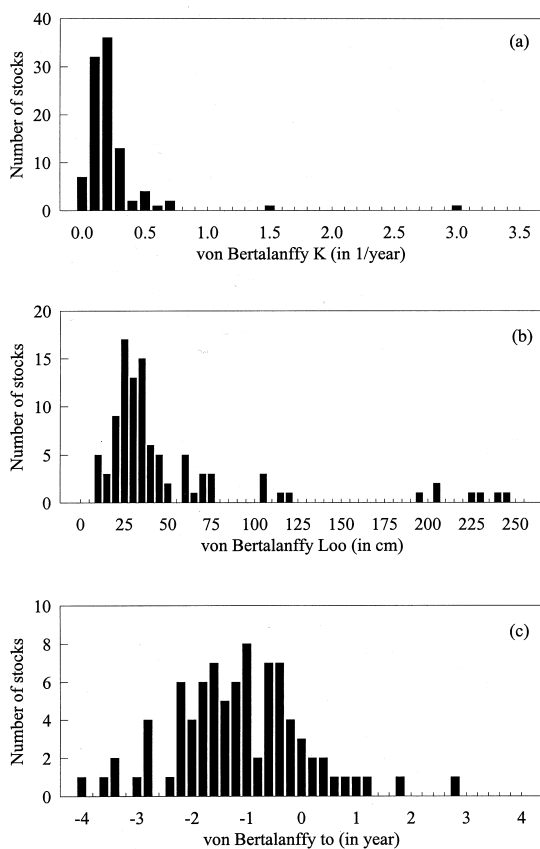 (a)
Number of stocks
40
30
20
10
0
0.0 0.5 1.0 1.5 2.0 2.5 3.0 3.5
von Bertalanffy K (in 1/year)
(b)
Number of stocks
20
15
10
5
0
0 25 50 75 100 125 150 175 200 225 250
von Bertalanffy Loo (in cm)
(c)
Number of stocks
10
8
6
4
2
0
-4 -3 -2 -1 0 1 2 3 4
von Bertalanffy to (in year)